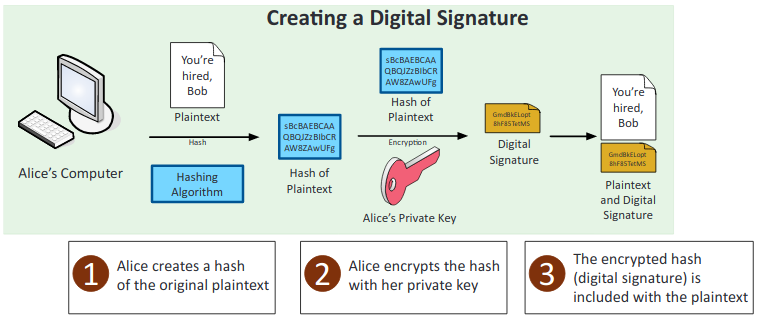 Creating a Digital Signature
You're
hired,
Bob
Plaintext
Hash
Hashing
Algorithm
Alice's Computer
sBcBAEBCAA
QBQJZzBIbCR
AW8ZAwUFg
Hash of
Plaintext
sBcBAEBCAA
QBQJZzBIbCR
AW8ZAwUFg
Hash of
Plaintext
Encryption
Alice's Private Key
GmdBkELopt
8hF85TetMS
Digital
Signature
You're
hired,
Bob
GmdBkELopt
8hF85TetMS
Plaintext
and Digital
Signature
1
Alice creates a hash
of the original plaintext
2
Alice encrypts the hash
with her private key
3
The encrypted hash
(digital signature) is
included with the plaintext